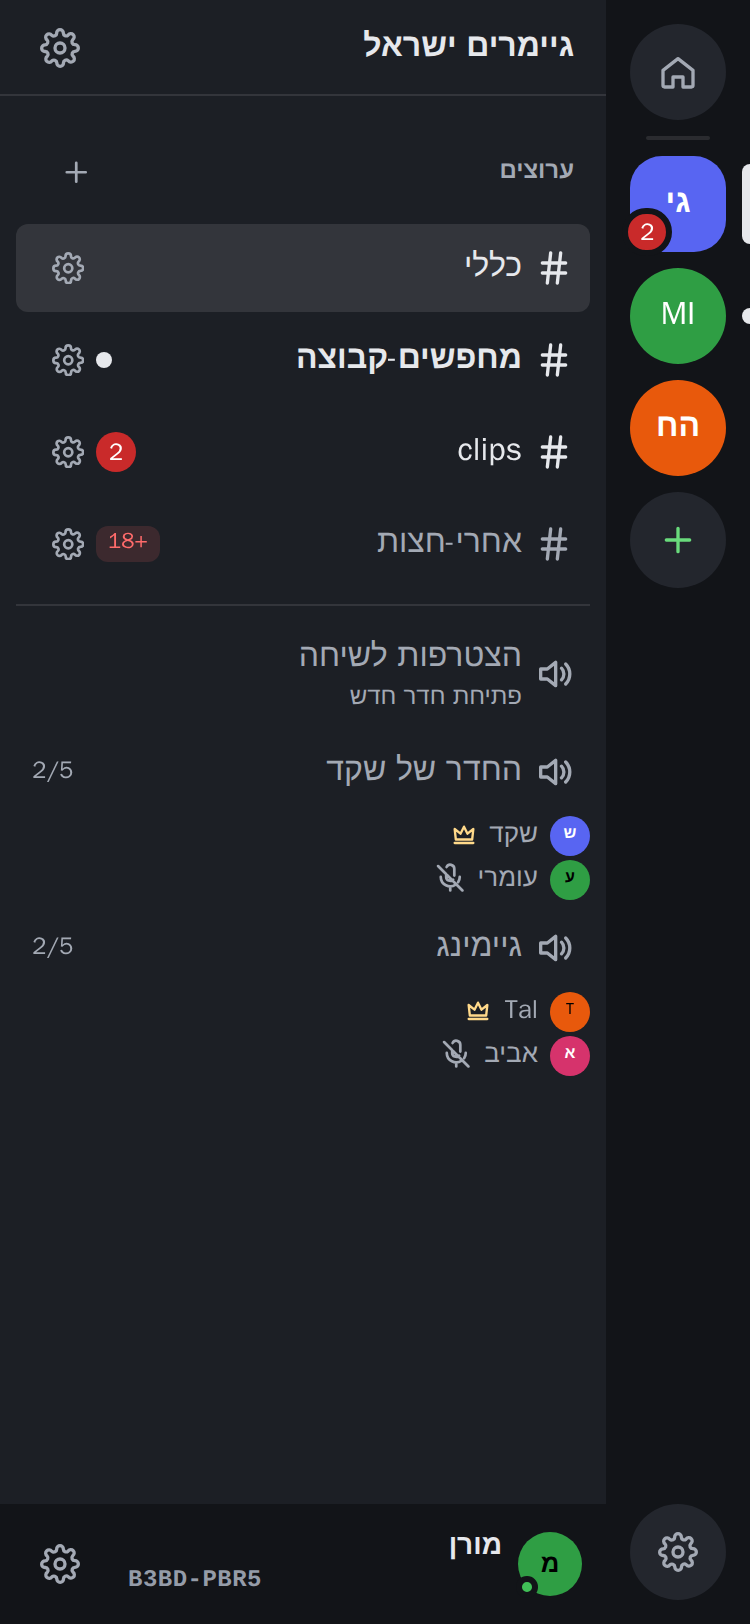 גיימרים ישראל
ערוצים
כללי
מחפשים-קבוצה
clips
2
אחרי-חצות
18+
הצטרפות לשיחה
פתיחת חדר חדש
החדר של שקד
2/5
ש
שקד
ע
עומרי
גיימינג
2/5
T
Tal
א
אביב
מ
מורן
B3BD-PBR5
גי
2
MI
הח